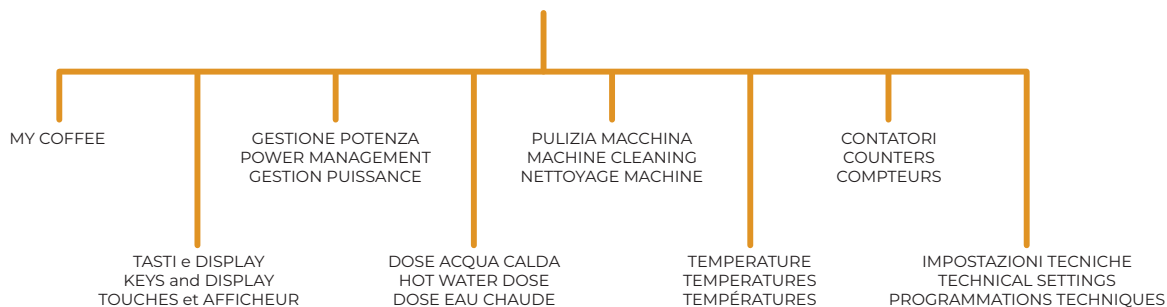 MY COFFEE
GESTIONE POTENZA
POWER MANAGEMENT
GESTION PUISSANCE
PULIZIA MACCHINA
MACHINE CLEANING
NETTOYAGE MACHINE
CONTATORI
COUNTERS
COMPTEURS
TASTI e DISPLAY
KEYS and DISPLAY
TOUCHES et AFFICHEUR
DOSE ACQUA CALDA
HOT WATER DOSE
DOSE EAU CHAUDE
TEMPERATURE
TEMPERATURES
TEMPÉRATURES
IMPOSTAZIONI TECNICHE
TECHNICAL SETTINGS
PROGRAMMATIONS TECHNIQUES